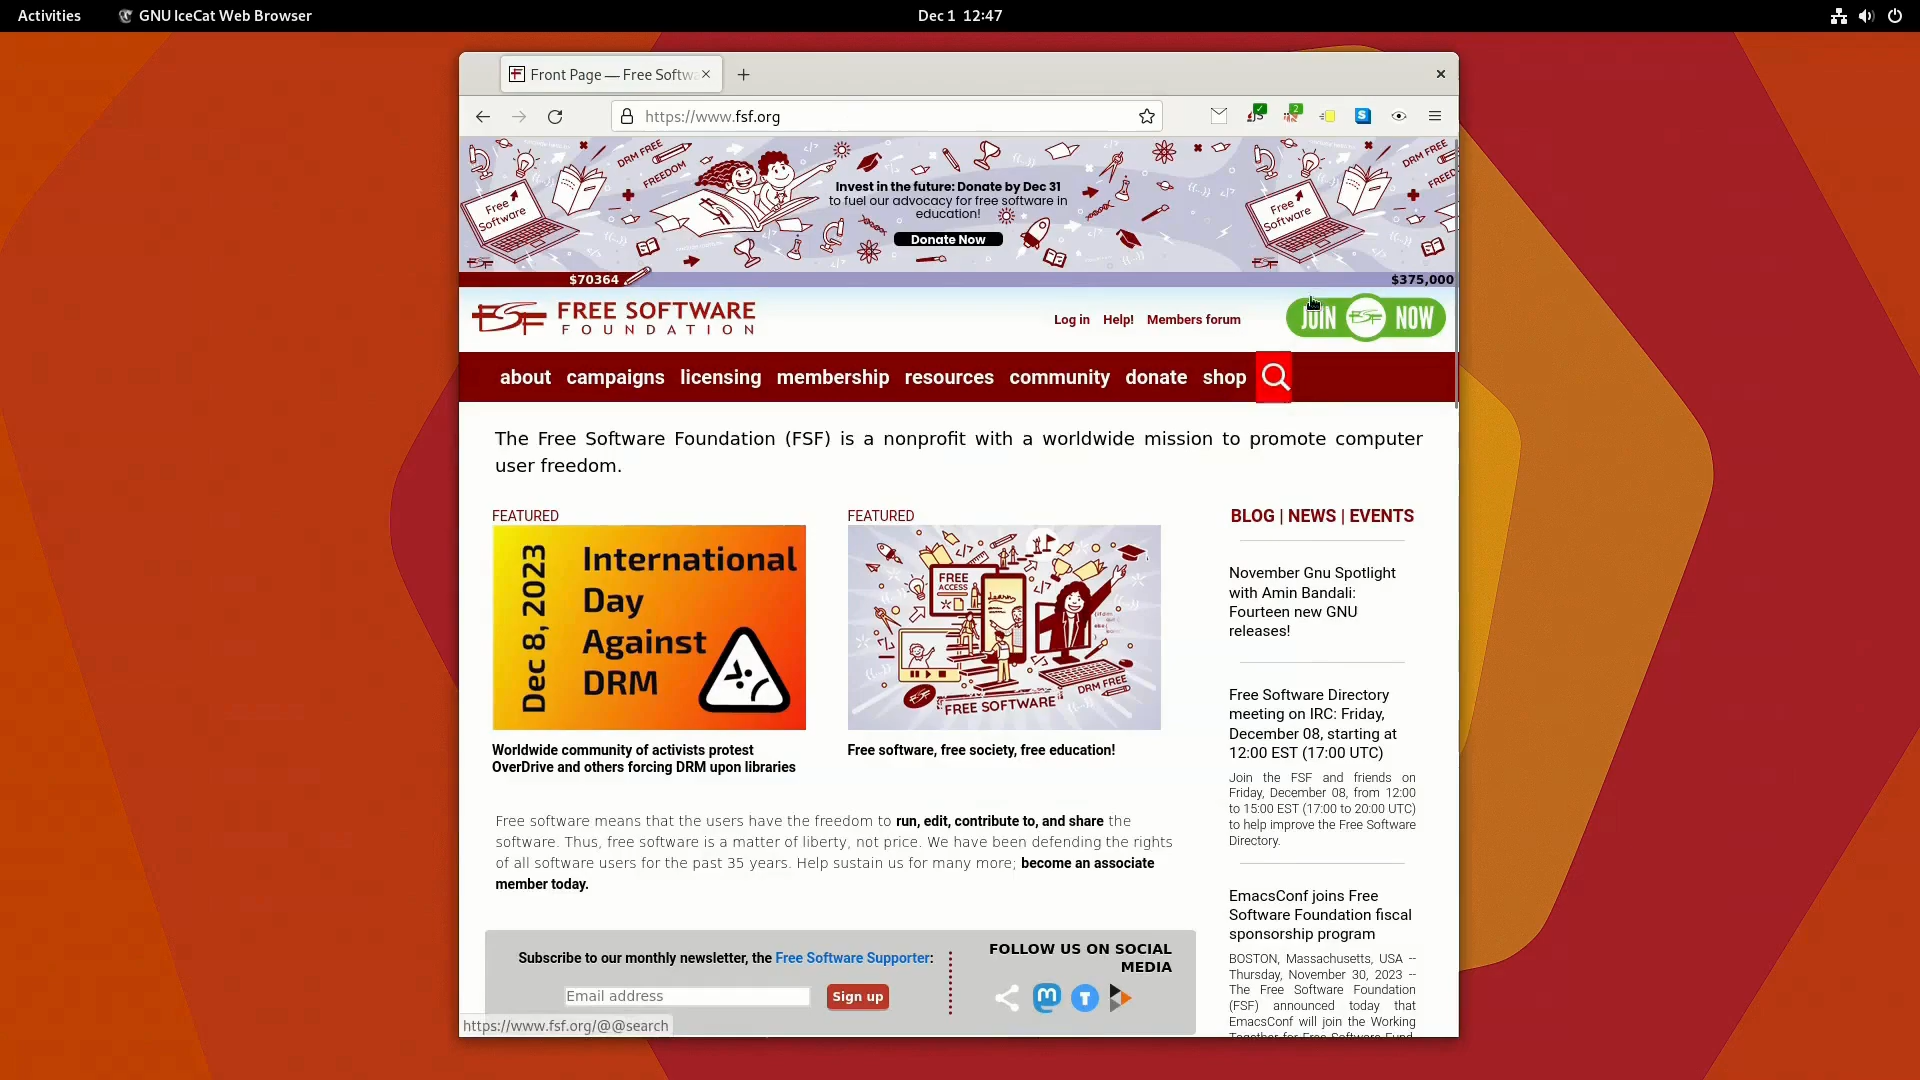 Activities
GNU IceCat Web Browser
Dec 1 12:47
Front Page — Free Softwa
https://www.fsf.org
2
S
Free
Software
DRM FREE
FREEDOM
Invest in the future: Donate by Dec 31
to fuel our advocacy for free software in
education!
Donate Now
Free
Software
DRM FREE
$70364
$375,000
FREE SOFTWARE
FOUNDATION
Log in Help! Members forum
JOIN NOW
about campaigns licensing membership resources community donate shop
The Free Software Foundation (FSF) is a nonprofit with a worldwide mission to promote computer
user freedom.
FEATURED
Dec 8, 2023
International
Day
Against
DRM
Worldwide community of activists protest
OverDrive and others forcing DRM upon libraries
FEATURED
FREE
ACCESS
Learn
DRM FREE
FREE SOFTWARE
Free software, free society, free education!
Free software means that the users have the freedom to run, edit, contribute to, and share the
software. Thus, free software is a matter of liberty, not price. We have been defending the rights
of all software users for the past 35 years. Help sustain us for many more; become an associate
member today.
Subscribe to our monthly newsletter, the Free Software Supporter:
Email address
Sign up
FOLLOW US ON SOCIAL
MEDIA
BLOG | NEWS | EVENTS
November Gnu Spotlight
with Amin Bandali:
Fourteen new GNU
releases!
Free Software Directory
meeting on IRC: Friday,
December 08, starting at
12:00 EST (17:00 UTC)
Join the FSF and friends on
Friday, December 08, from 12:00
to 15:00 EST (17:00 to 20:00 UTC)
to help improve the Free Software
Directory.
EmacsConf joins Free
Software Foundation fiscal
sponsorship program
BOSTON, Massachusetts, USA --
Thursday, November 30, 2023 --
The Free Software Foundation
(FSF) announced today that
EmacsConf will join the Working
Together for Free Software Fund,
https://www.fsf.org/@@search